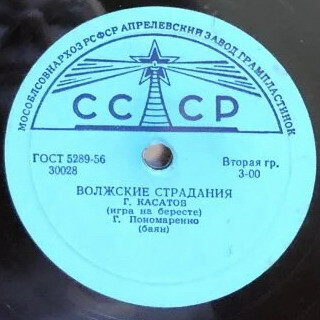 МОСОБЛСОВНАРХОЗ РСФСР АПРЕЛЕВСКИЙ ЗАВОД ГРАМПЛАСТИНОК
СССР
ГОСТ 5289-56
30028
Вторая гр.
3-00
ВОЛЖСКИЕ СТРАДАНИЯ
Г. КАСАТОВ
(игра на бересте)
Г. Пономаренко
(баян)